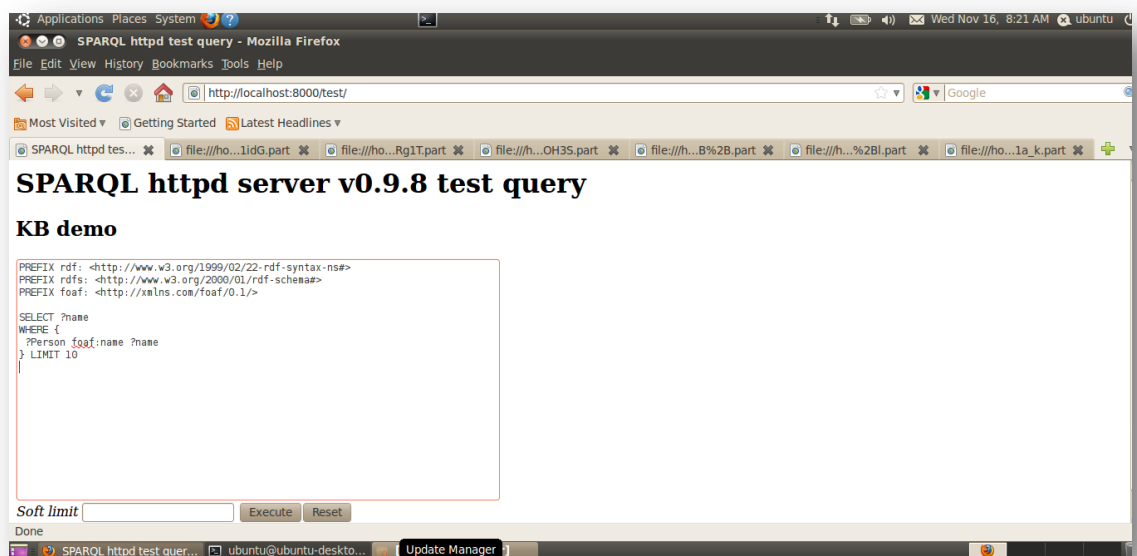 Applications Places System
Wed Nov 16, 8:21 AM ubuntu
SPARQL httpd test query - Mozilla Firefox
File Edit View History Bookmarks Tools Help
http://localhost:8000/test/ Google
Most Visited Getting Started Latest Headlines
SPARQL httpd tes... file:///ho...1idG.part file:///ho...Rg1T.part file:///h...OH3S.part file:///h...B%2B.part file:///h...%2Bl.part file:///ho...1a_k.part
SPARQL httpd server v0.9.8 test query
KB demo
PREFIX rdf: <http://www.w3.org/1999/02/22-rdf-syntax-ns#>
PREFIX rdfs: <http://www.w3.org/2000/01/rdf-schema#>
PREFIX foaf: <http://xmlns.com/foaf/0.1/>
SELECT ?name
WHERE {
?Person foaf:name ?name
} LIMIT 10
Soft limit Execute Reset
Done
SPARQL httpd test quer... ubuntu@ubuntu-deskto... [ Update Manager ]